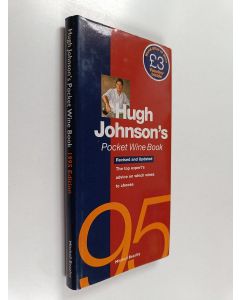 Hugh Johnson's Pocket Wine Book 1995 Edition
£3
Hugh
Johnson's
Pocket Wine Book
Revised and Updated
The top expert's
advice on which wines
to choose
95
Mitchell Beazley